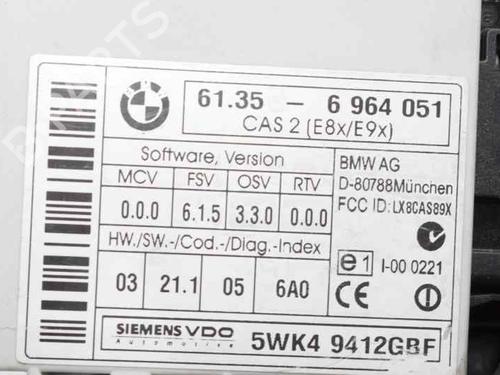 BMW
61.35 - 6 964 051
CAS 2 (E8x/E9x)
Software, Version
MCV FSV OSV RTV
0.0.0 6.1.5 3.3.0 0.0.0
HW./SW.-/Cod.-/Diag.-Index
03 21.1 05 6A0
BMW AG
D-80788München
FCC ID: LX8CAS89X
e1 I-00 0221
CE
SIEMENS VDO
Automotive
5WK4 9412GBF